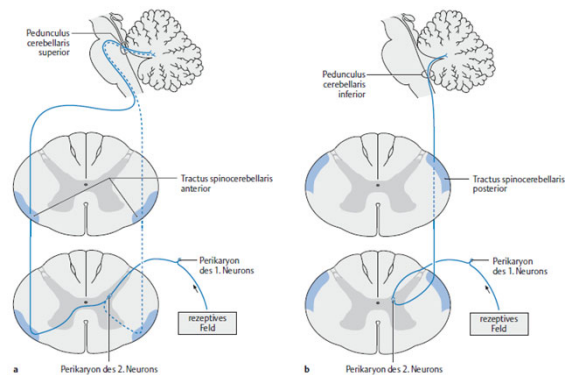 Pedunculus
cerebellaris
superior
Tractus spinocerebellaris
anterior
Perikaryon
des 1. Neurons
rezeptives
Feld
a
Perikaryon des 2. Neurons
Pedunculus
cerebellaris
inferior
Tractus spinocerebellaris
posterior
Perikaryon
des 1. Neurons
rezeptives
Feld
b
Perikaryon des 2. Neurons